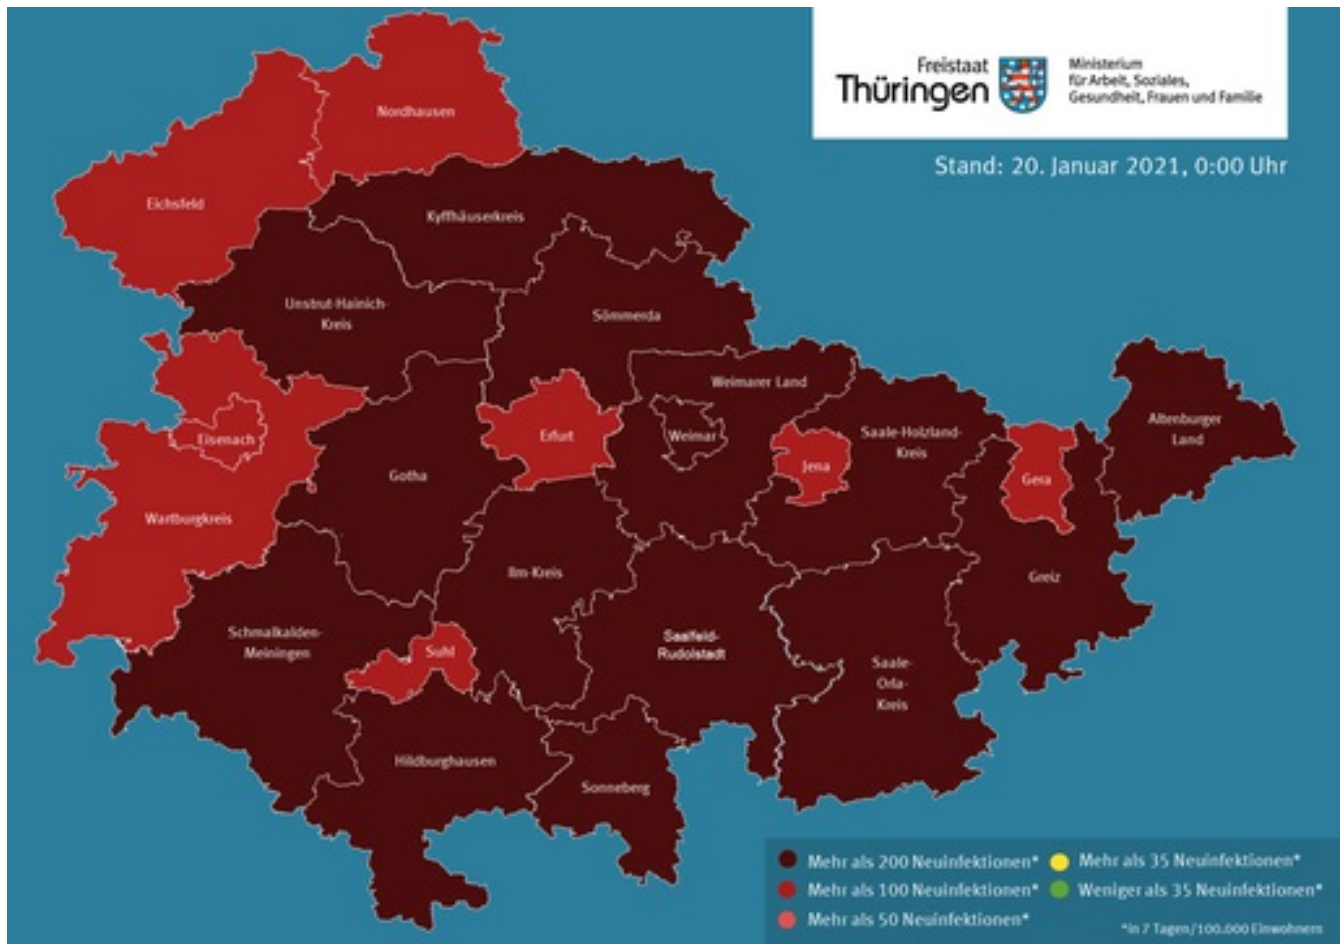 Freistaat
Thüringen
Ministerium
für Arbeit, Soziales,
Gesundheit, Frauen und Familie
Stand: 20. Januar 2021, 0:00 Uhr
Nordhausen
Eichsfeld
Kyffhäuserkreis
Unstrut-Hainich-
Kreis
Sömmerda
Weimarer Land
Altenburger
Land
Eisenach
Erfurt
Weimar
Saale-Holzland-
Kreis
Jena
Gera
Gotha
Wartburgkreis
Ilm-Kreis
Greiz
Schmalkalden-
Meiningen
Suhl
Saalfeld-
Rudolstadt
Saale-
Orla-
Kreis
Hildburghausen
Sonneberg
Mehr als 200 Neuinfektionen*
Mehr als 100 Neuinfektionen*
Mehr als 50 Neuinfektionen*
Mehr als 35 Neuinfektionen*
Weniger als 35 Neuinfektionen*
*in 7 Tagen/100.000 Einwohnern